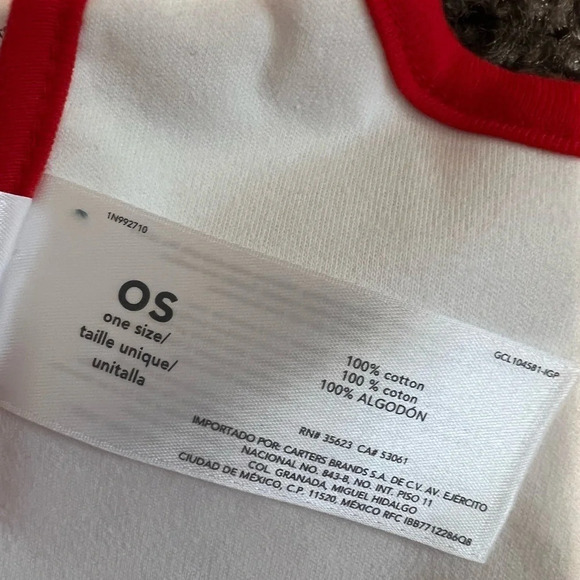 1N992710
OS
one size/
taille unique/
unitalla
GCL104581-IGP
100% cotton
100 % coton
100% ALGODÓN
RN# 35623 CA# 53061
IMPORTADO POR: CARTERS BRANDS S.A. DE C.V. AV. EJÉRCITO
NACIONAL NO. 843-B, NO. INT. PISO 11
COL. GRANADA, MIGUEL HIDALGO
CIUDAD DE MÉXICO, C.P. 11520, MÉXICO RFC IBB7712286Q8